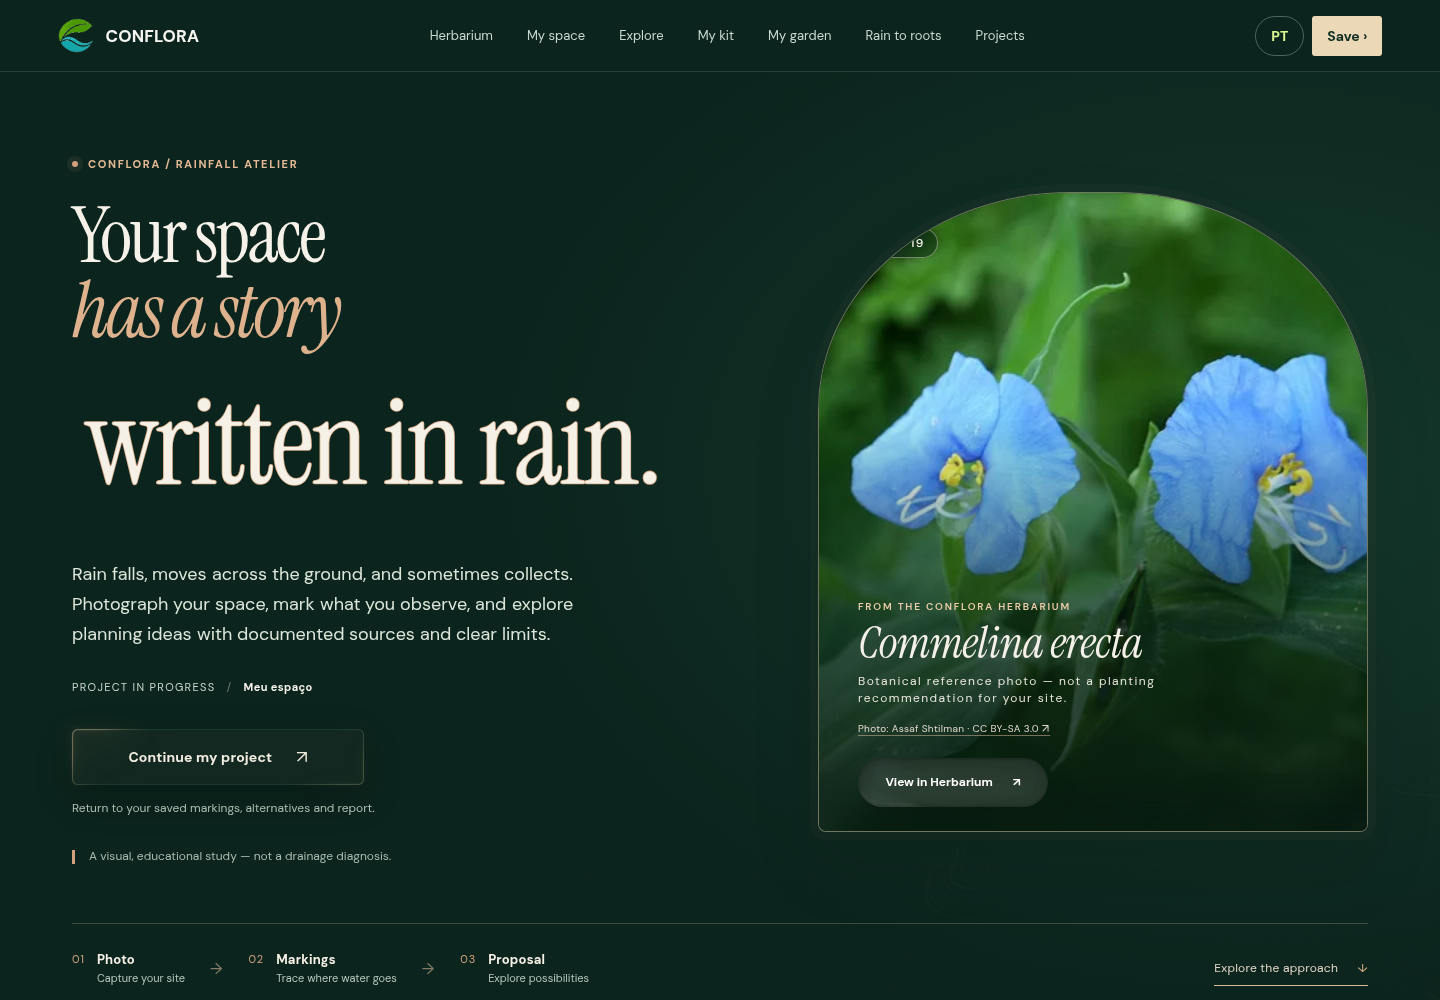 CONFLORA
Herbarium
My space
Explore
My kit
My garden
Rain to roots
Projects
PT
Save ›
CONFLORA / RAINFALL ATELIER
Your space
has a story
written in rain.
Rain falls, moves across the ground, and sometimes collects.
Photograph your space, mark what you observe, and explore
planning ideas with documented sources and clear limits.
PROJECT IN PROGRESS / Meu espaço
Continue my project ↗
Return to your saved markings, alternatives and report.
A visual, educational study — not a drainage diagnosis.
19
FROM THE CONFLORA HERBARIUM
Commelina erecta
Botanical reference photo — not a planting
recommendation for your site.
Photo: Assaf Shtilman · CC BY-SA 3.0 ↗
View in Herbarium ↗
01 Photo
Capture your site
→
02 Markings
Trace where water goes
→
03 Proposal
Explore possibilities
Explore the approach ↓